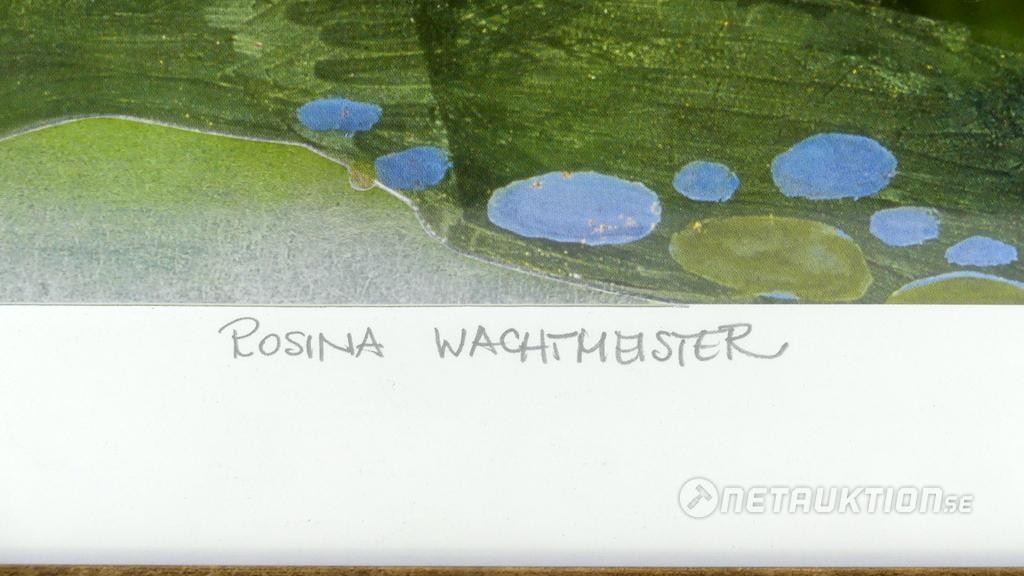 ROSINA WACHTMEISTER
NETAUKTION.SE